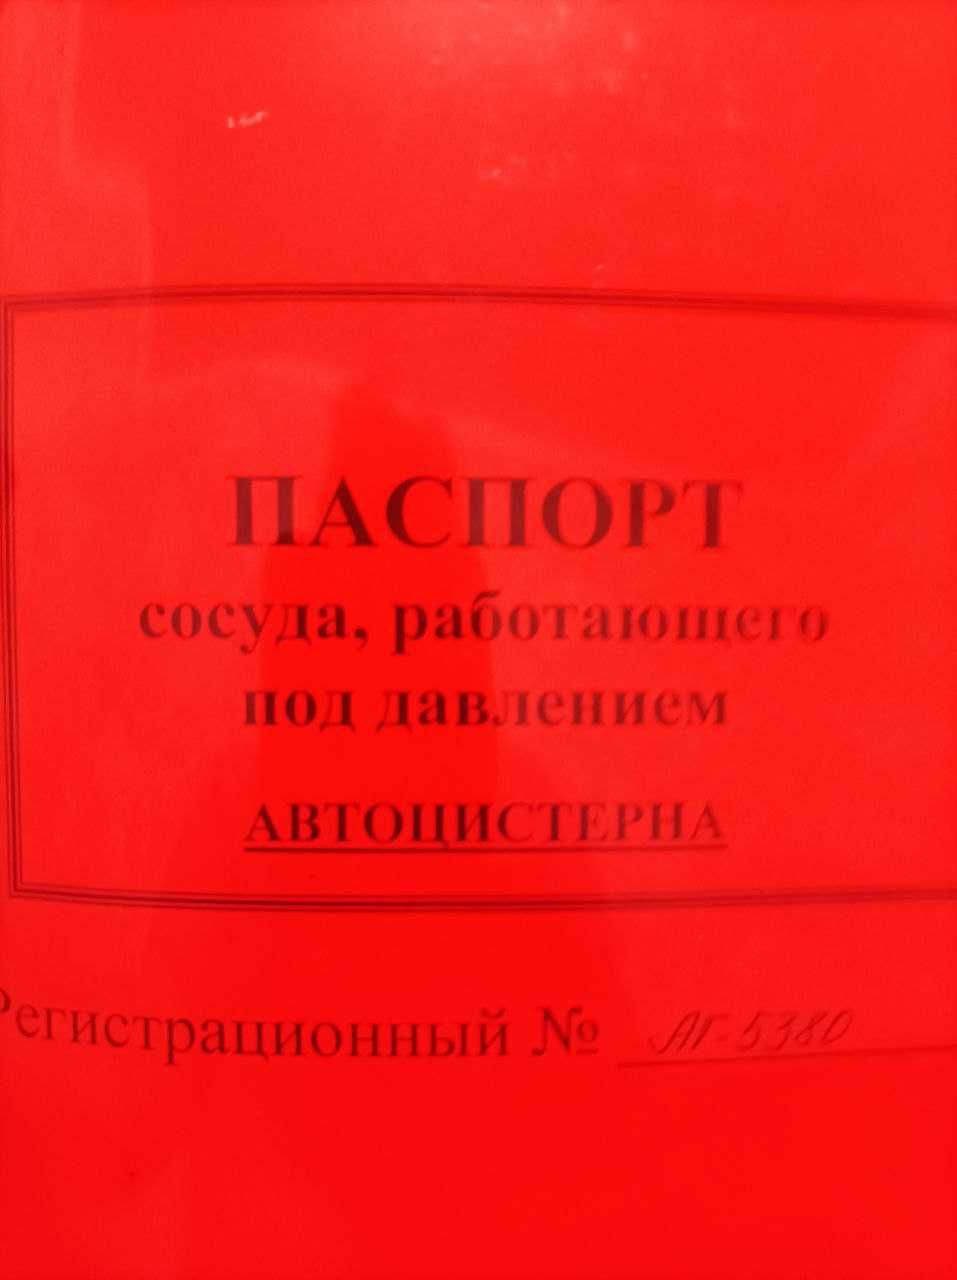 ПАСПОРТ
сосуда, работающего
под давлением
АВТОЦИСТЕРНА
Регистрационный № АГ-5380